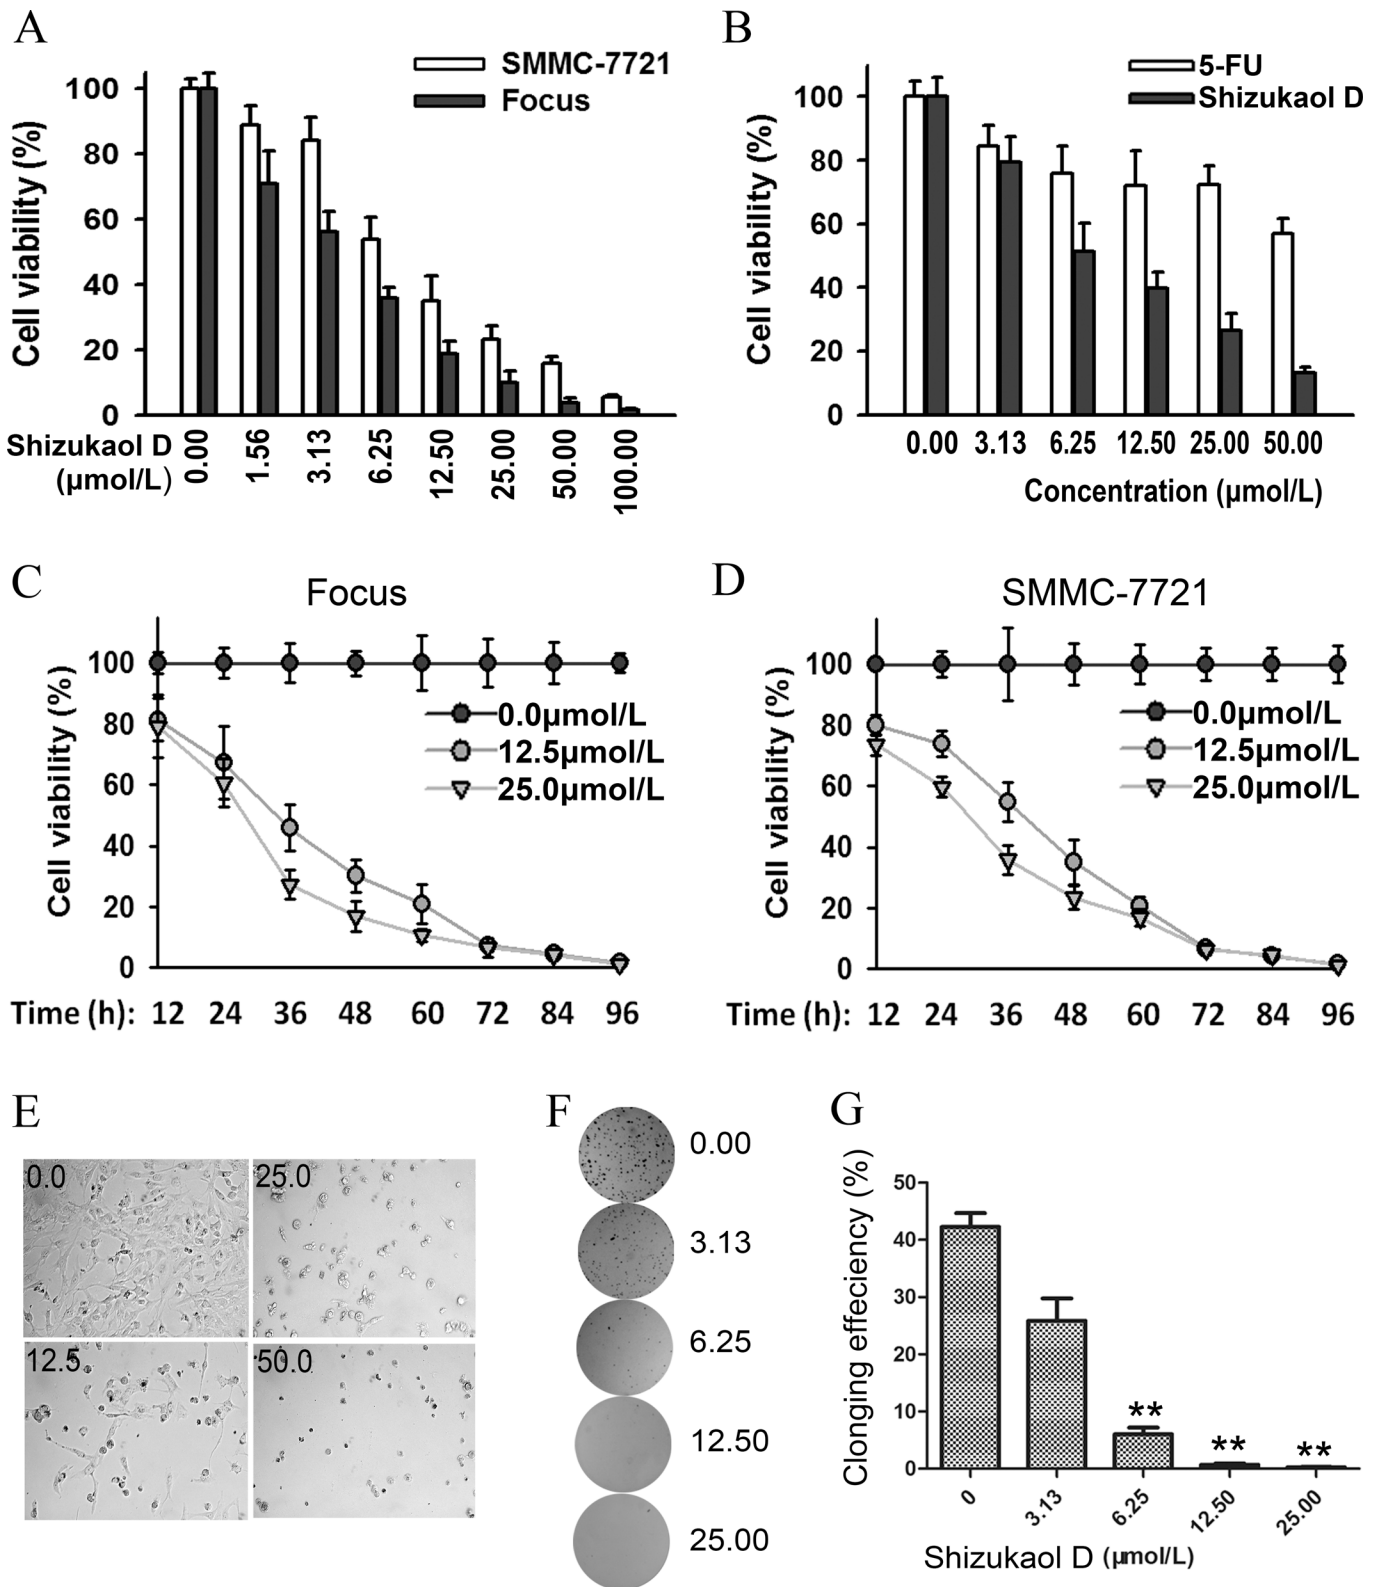 A
SMMC-7721
Focus
Cell viability (%)
100
80
60
40
20
0
Shizukaol D
(μmol/L)
0.00
1.56
3.13
6.25
12.50
25.00
50.00
100.00
B
5-FU
Shizukaol D
Cell viability (%)
100
80
60
40
20
0
0.00 3.13 6.25 12.50 25.00 50.00
Concentration (μmol/L)
C
Focus
Cell viability (%)
100
80
60
40
20
0
0.0μmol/L
12.5μmol/L
25.0μmol/L
Time (h): 12 24 36 48 60 72 84 96
D
SMMC-7721
Cell viability (%)
100
80
60
40
20
0
0.0μmol/L
12.5μmol/L
25.0μmol/L
Time (h): 12 24 36 48 60 72 84 96
E
0.0
25.0
12.5
50.0
F
0.00
3.13
6.25
12.50
25.00
G
Clonging effeciency (%)
50
40
30
20
10
0
**
**
**
0
3.13
6.25
12.50
25.00
Shizukaol D (μmol/L)